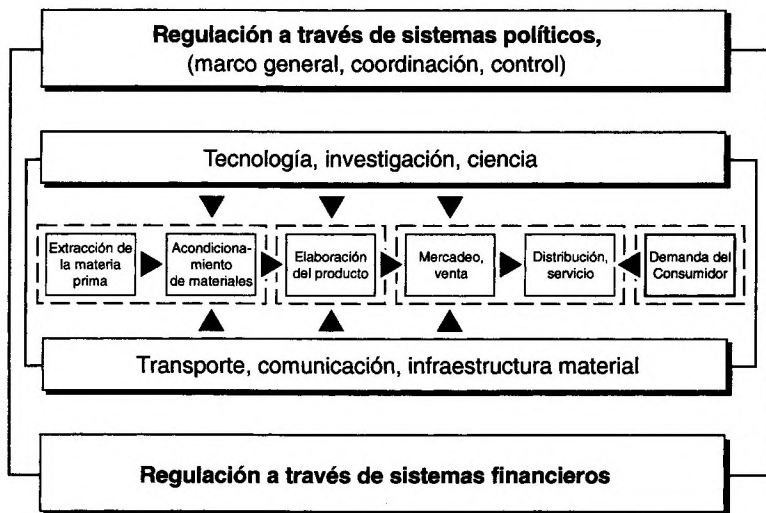 Regulación a través de sistemas políticos,
(marco general, coordinación, control)
Tecnología, investigación, ciencia
Extracción de
la materia
prima
Acondiciona-
miento
de materiales
Elaboración
del producto
Mercadeo,
venta
Distribución,
servicio
Demanda del
Consumidor
Transporte, comunicación, infraestructura material
Regulación a través de sistemas financieros